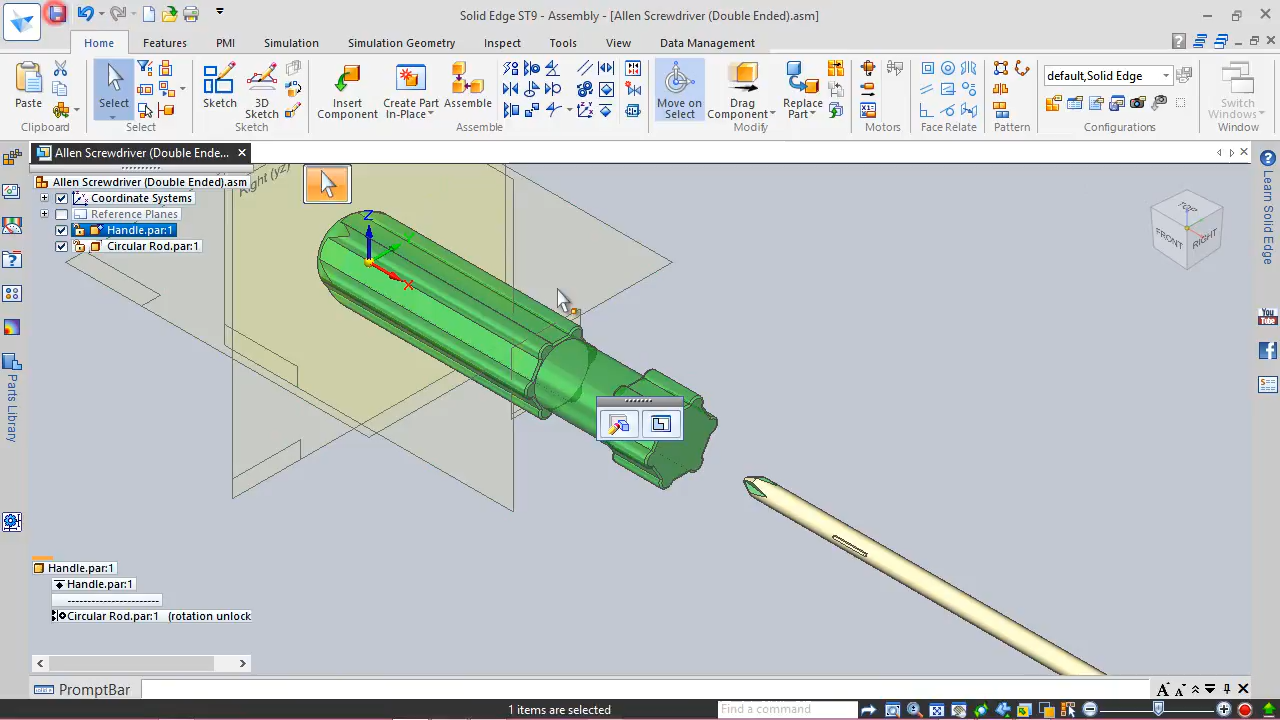 Solid Edge ST9 - Assembly - [Allen Screwdriver (Double Ended).asm]
Home
Features
PMI
Simulation
Simulation Geometry
Inspect
Tools
View
Data Management
Paste
Select
Sketch
3D Sketch
Insert Component
Create Part In-Place
Assemble
Move on Select
Drag Component
Replace Part
default,Solid Edge
Switch Windows
Clipboard
Select
Sketch
Assemble
Modify
Motors
Face Relate
Pattern
Configurations
Window
Allen Screwdriver (Double Ende...
Allen Screwdriver (Double Ended).asm
Coordinate Systems
Reference Planes
Handle.par:1
Circular Rod.par:1
Right (yz)
Z
X
TOP
FRONT
RIGHT
Learn Solid Edge
You Tube
Parts Library
Handle.par:1
Handle.par:1
-----------------------
Circular Rod.par:1 (rotation unlock
PromptBar
1 items are selected
Find a command